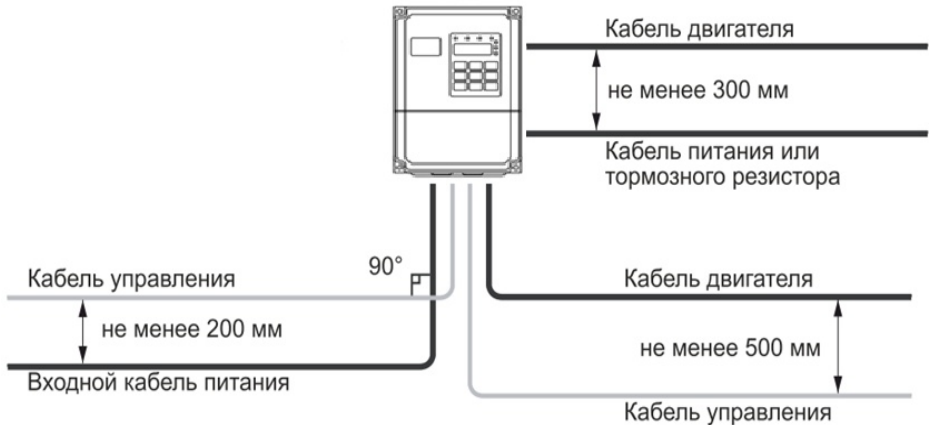 Кабель двигателя
не менее 300 мм
Кабель питания или
тормозного резистора
90°
Кабель управления
не менее 200 мм
Входной кабель питания
Кабель двигателя
не менее 500 мм
Кабель управления